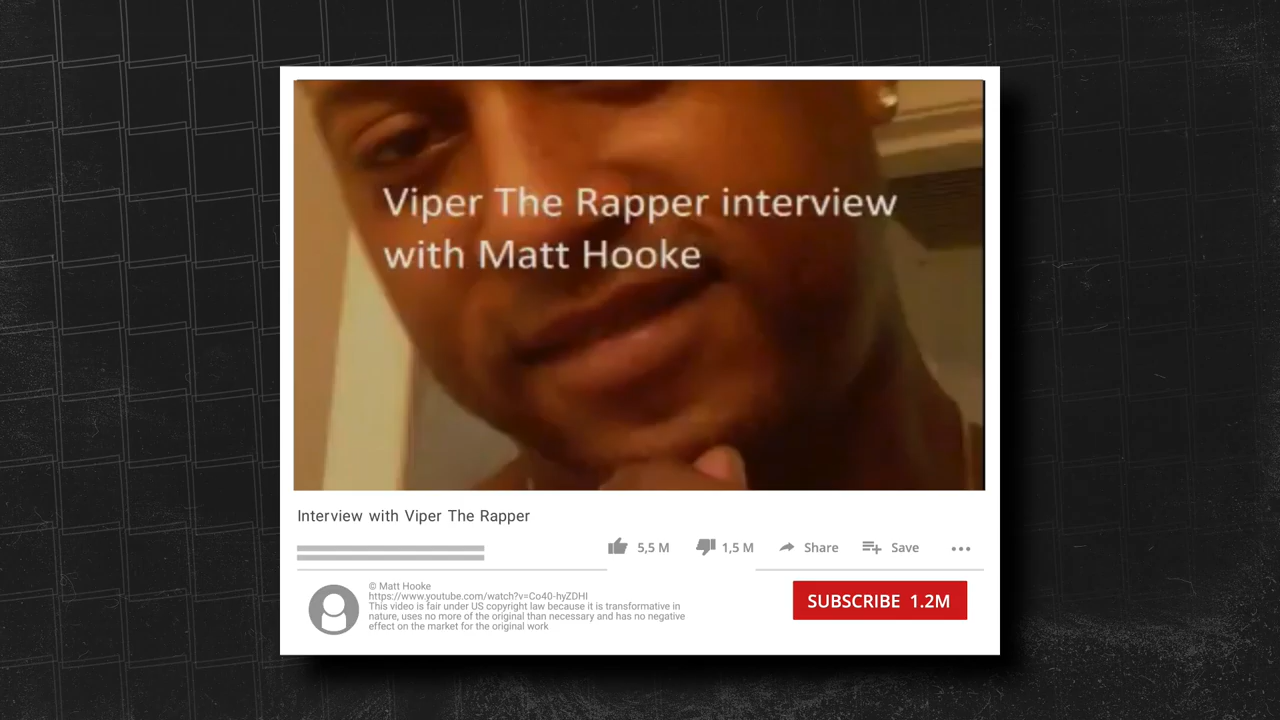 Viper The Rapper interview
with Matt Hooke
Interview with Viper The Rapper
5,5 M 1,5 M Share Save
© Matt Hooke
https://www.youtube.com/watch?v=Co40-hyZDHI
This video is fair under US copyright law because it is transformative in
nature, uses no more of the original than necessary and has no negative
effect on the market for the original work
SUBSCRIBE 1.2M